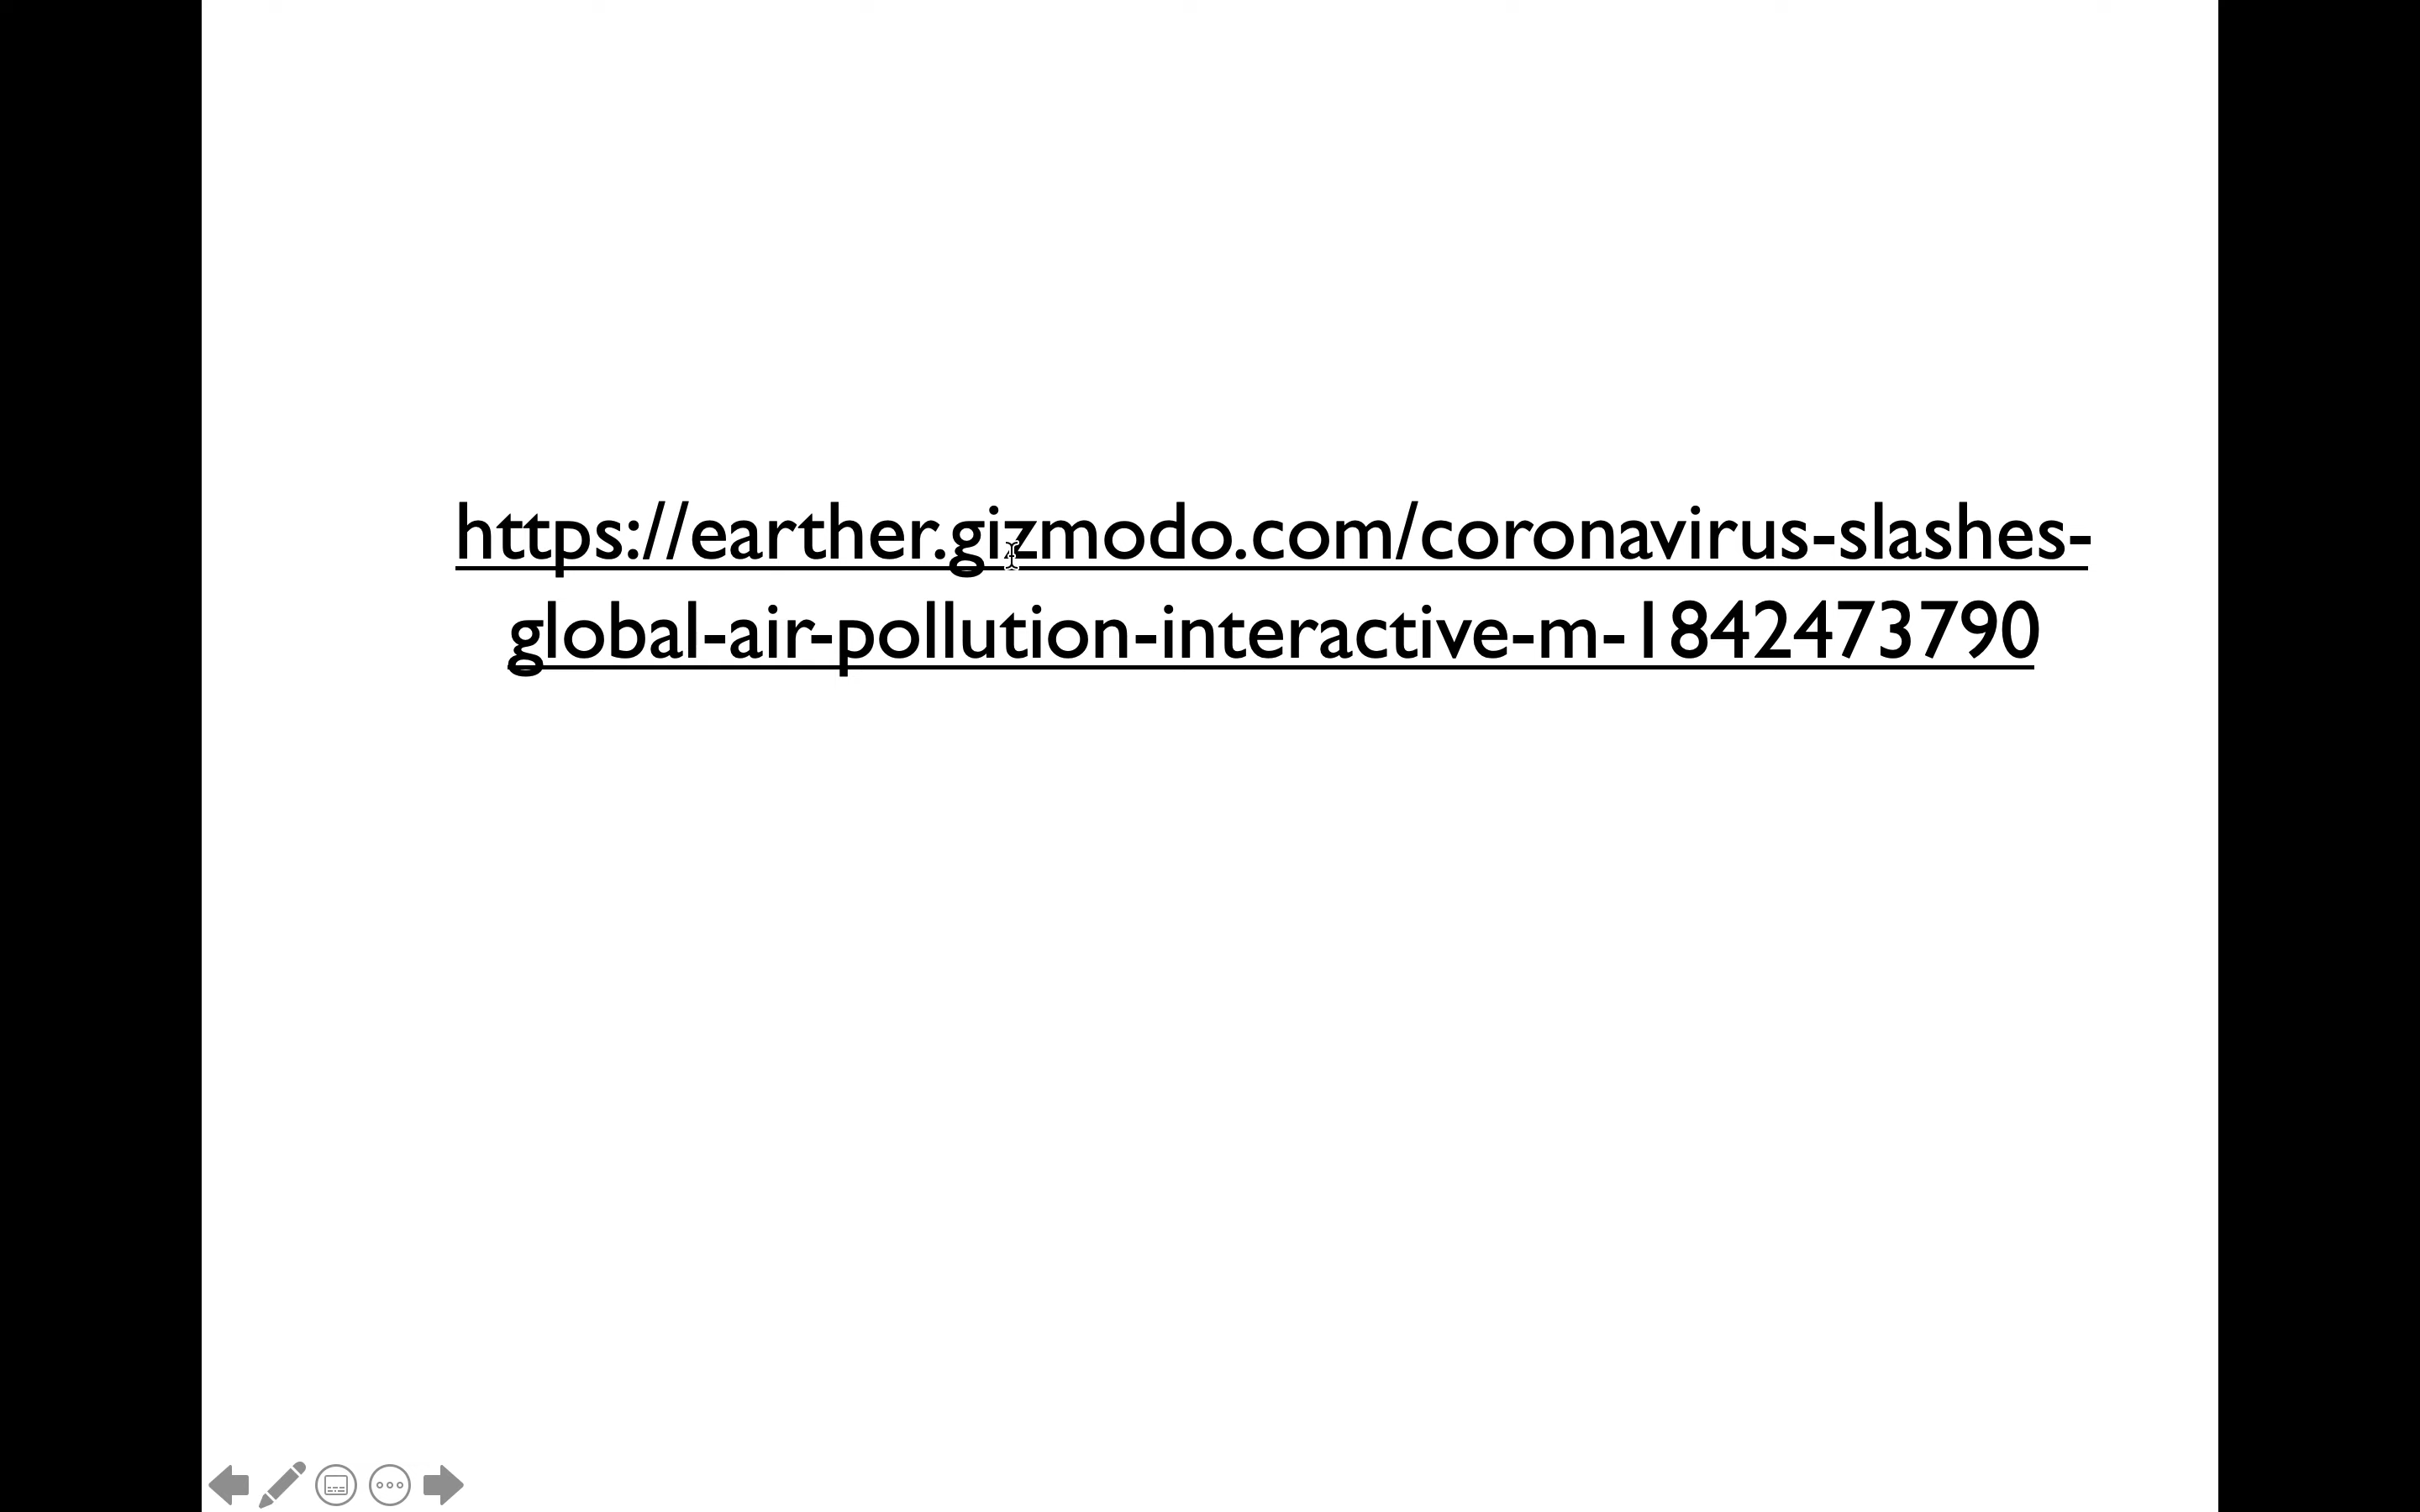 https://earther.gizmodo.com/coronavirus-slashes-
global-air-pollution-interactive-m-1842473790